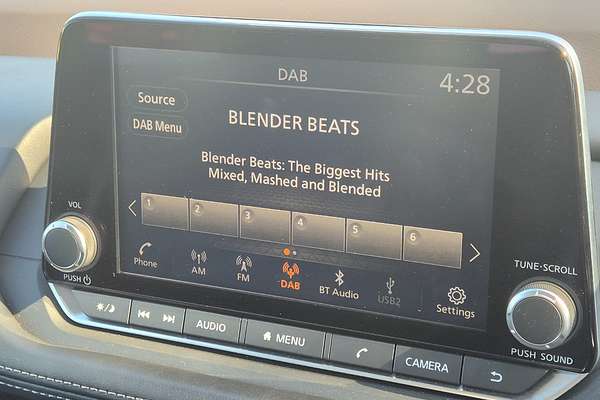 DAB
4:28
Source
DAB Menu
BLENDER BEATS
Blender Beats: The Biggest Hits
Mixed, Mashed and Blended
1 2 3 4 5 6
Phone
AM
FM
DAB
BT Audio
USB2
Settings
VOL
PUSH
TUNE·SCROLL
PUSH SOUND
AUDIO
MENU
CAMERA